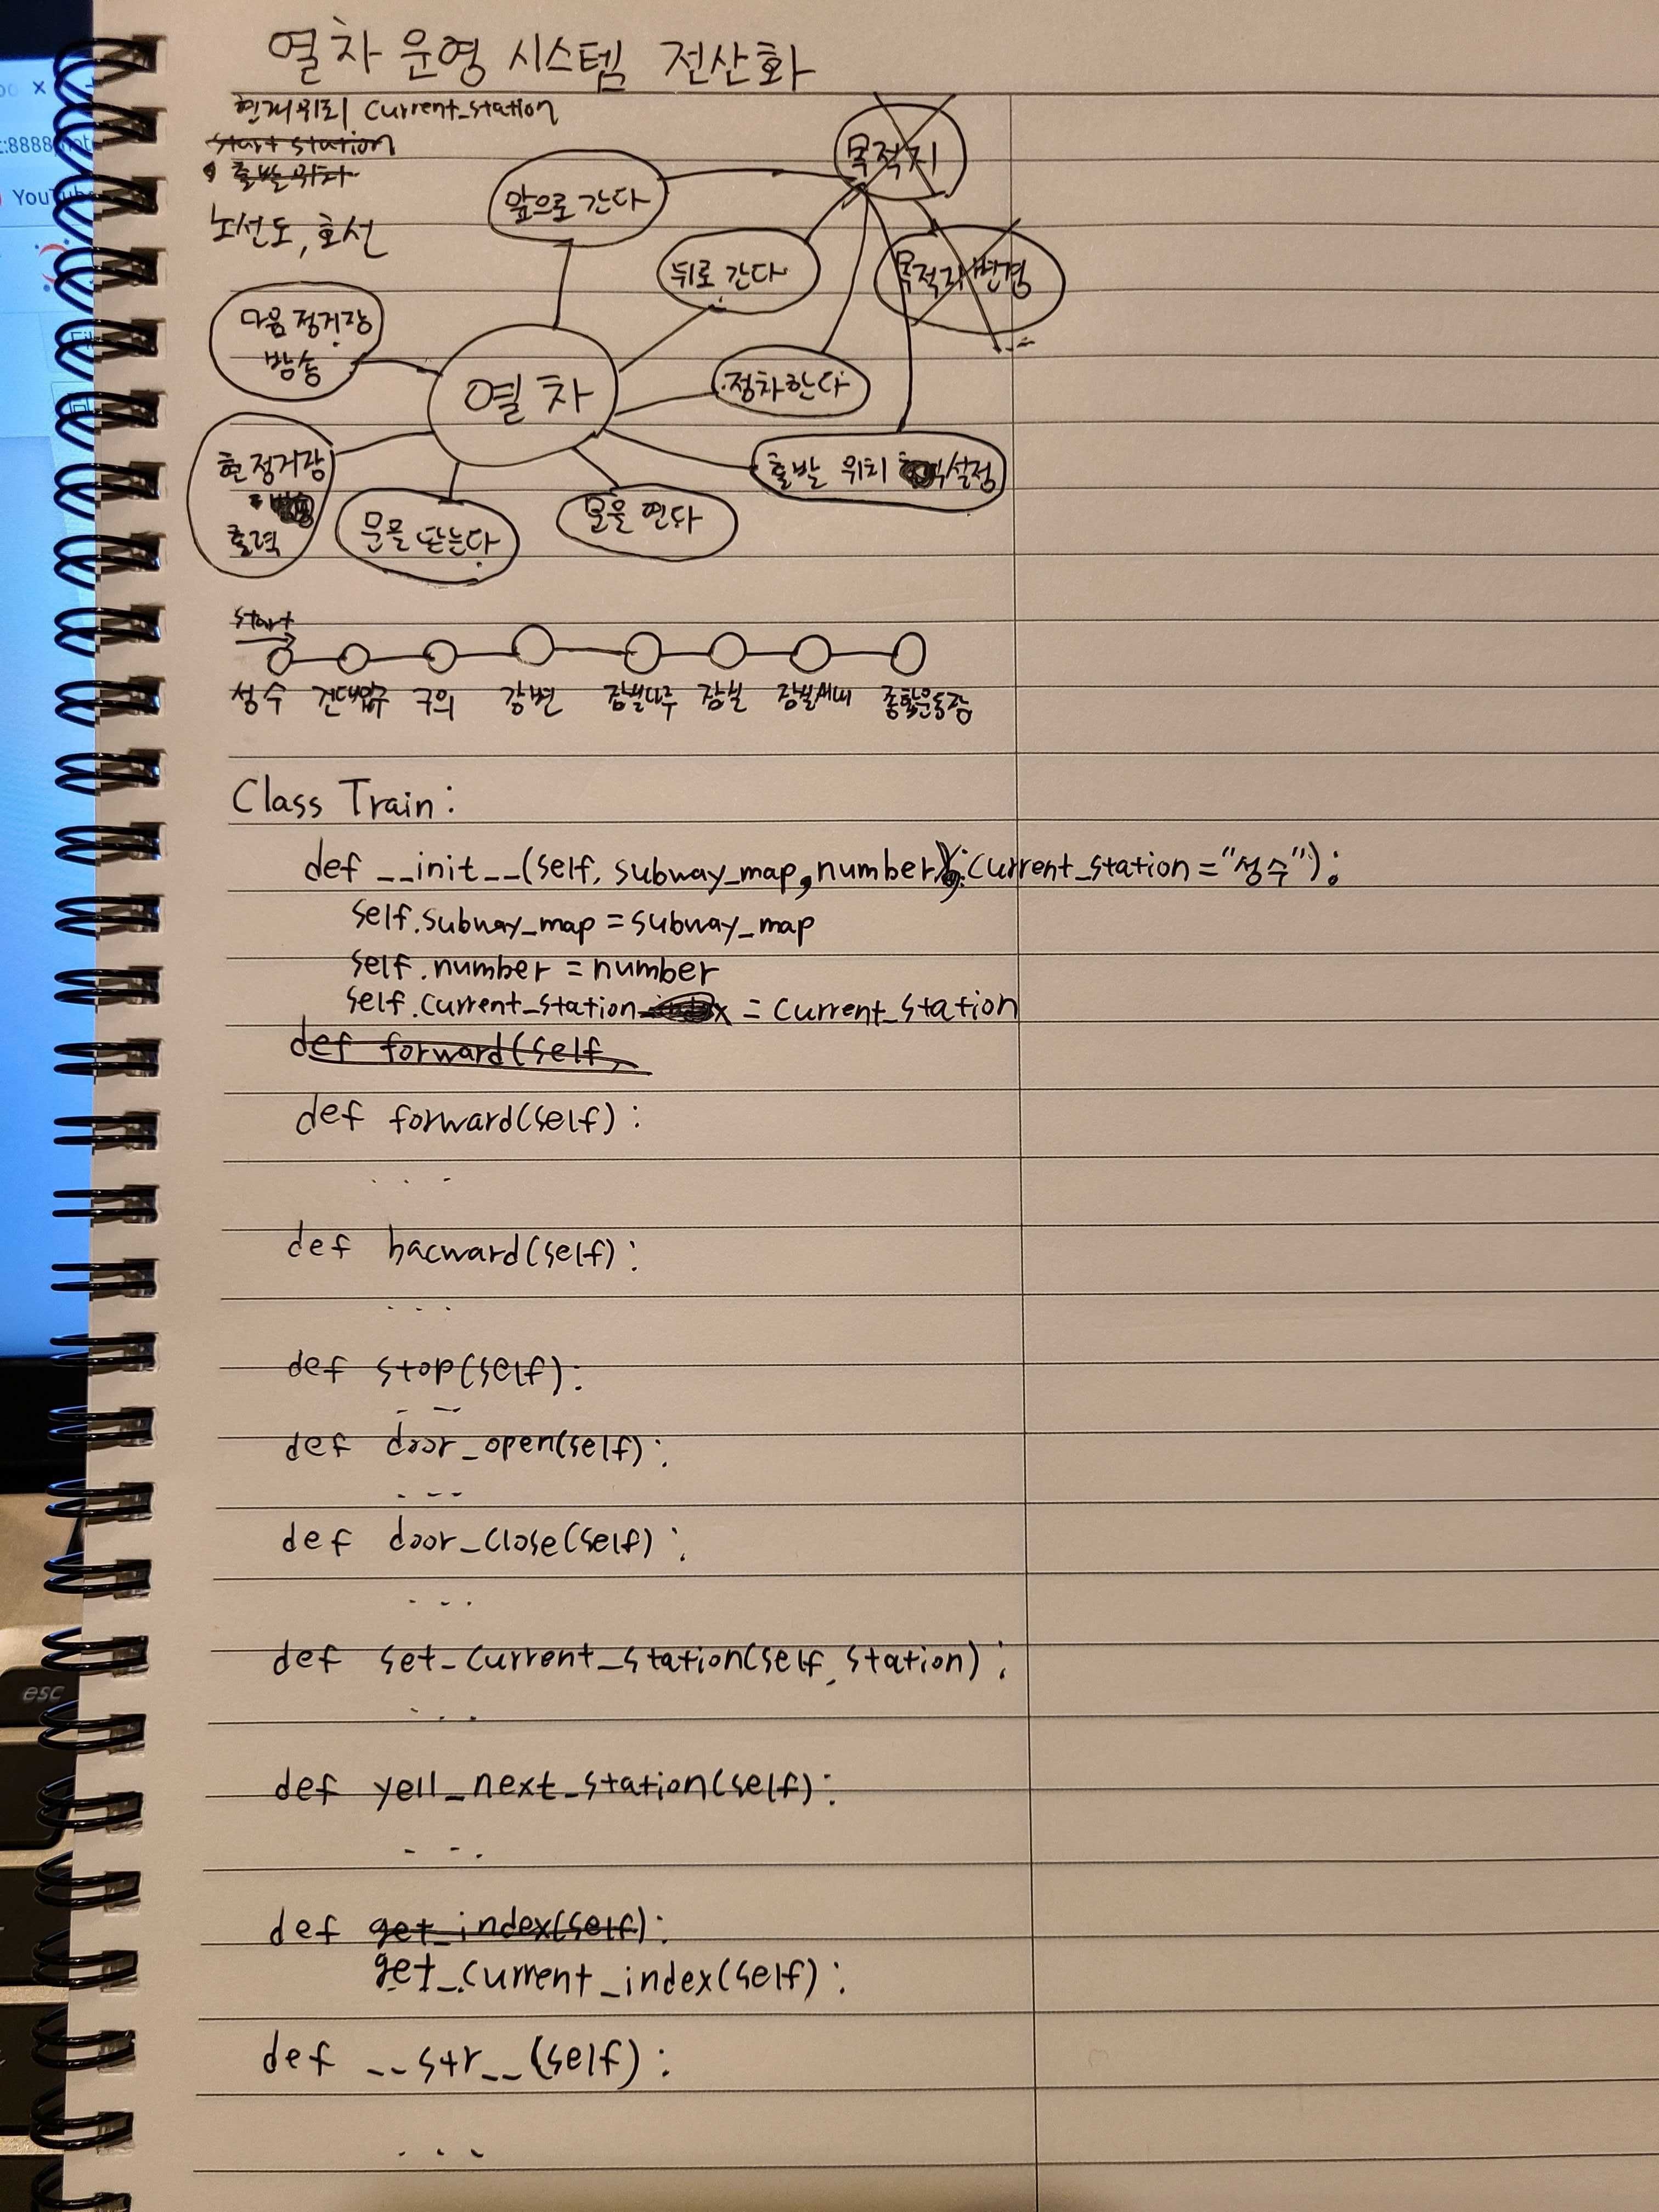 열차 운영 시스템 전산화
현재위치 current_station
start station
출발 위치
노선도, 호선
목적지
앞으로 간다
뒤로 간다
목적지 변경
다음 정거장
방송
열차
정차한다
현 정거장
출력
출발 위치 설정
문을 닫는다
문을 연다
start
성수 건대입구 구의 강변 잠실나루 잠실 잠실새내 종합운동장
Class Train:
def __init__(self, subway_map, number, current_station="성수"):
self.subway_map = subway_map
self.number = number
self.current_station = current_station
def forward(self,
def forward(self):
...
def bacward(self):
...
def stop(self):
...
def door_open(self):
...
def door_close(self):
...
def set_current_station(self, station):
...
def yell_next_station(self):
...
def get_index(self):
get_current_index(self):
def __str__(self):
...
:8888
YouTube
esc